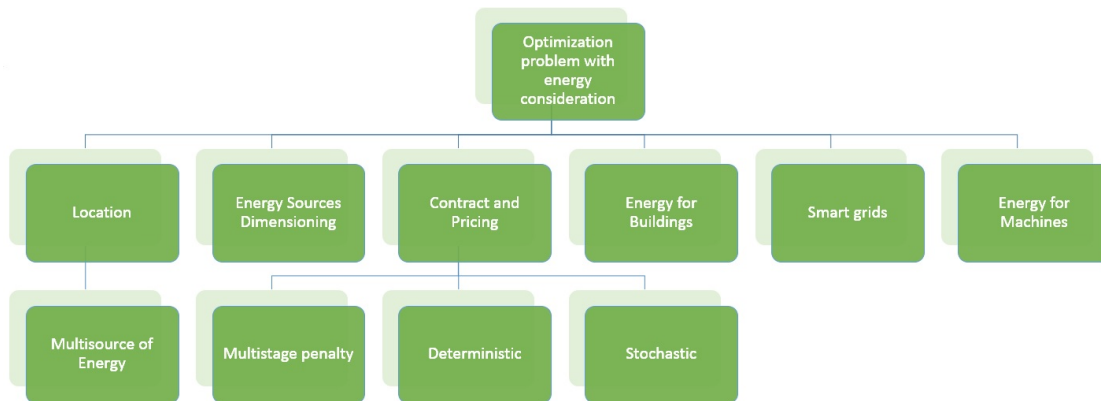 Optimization
problem with
energy
consideration
Location
Energy Sources
Dimensioning
Contract and
Pricing
Energy for
Buildings
Smart grids
Energy for
Machines
Multisource of
Energy
Multistage penalty
Deterministic
Stochastic